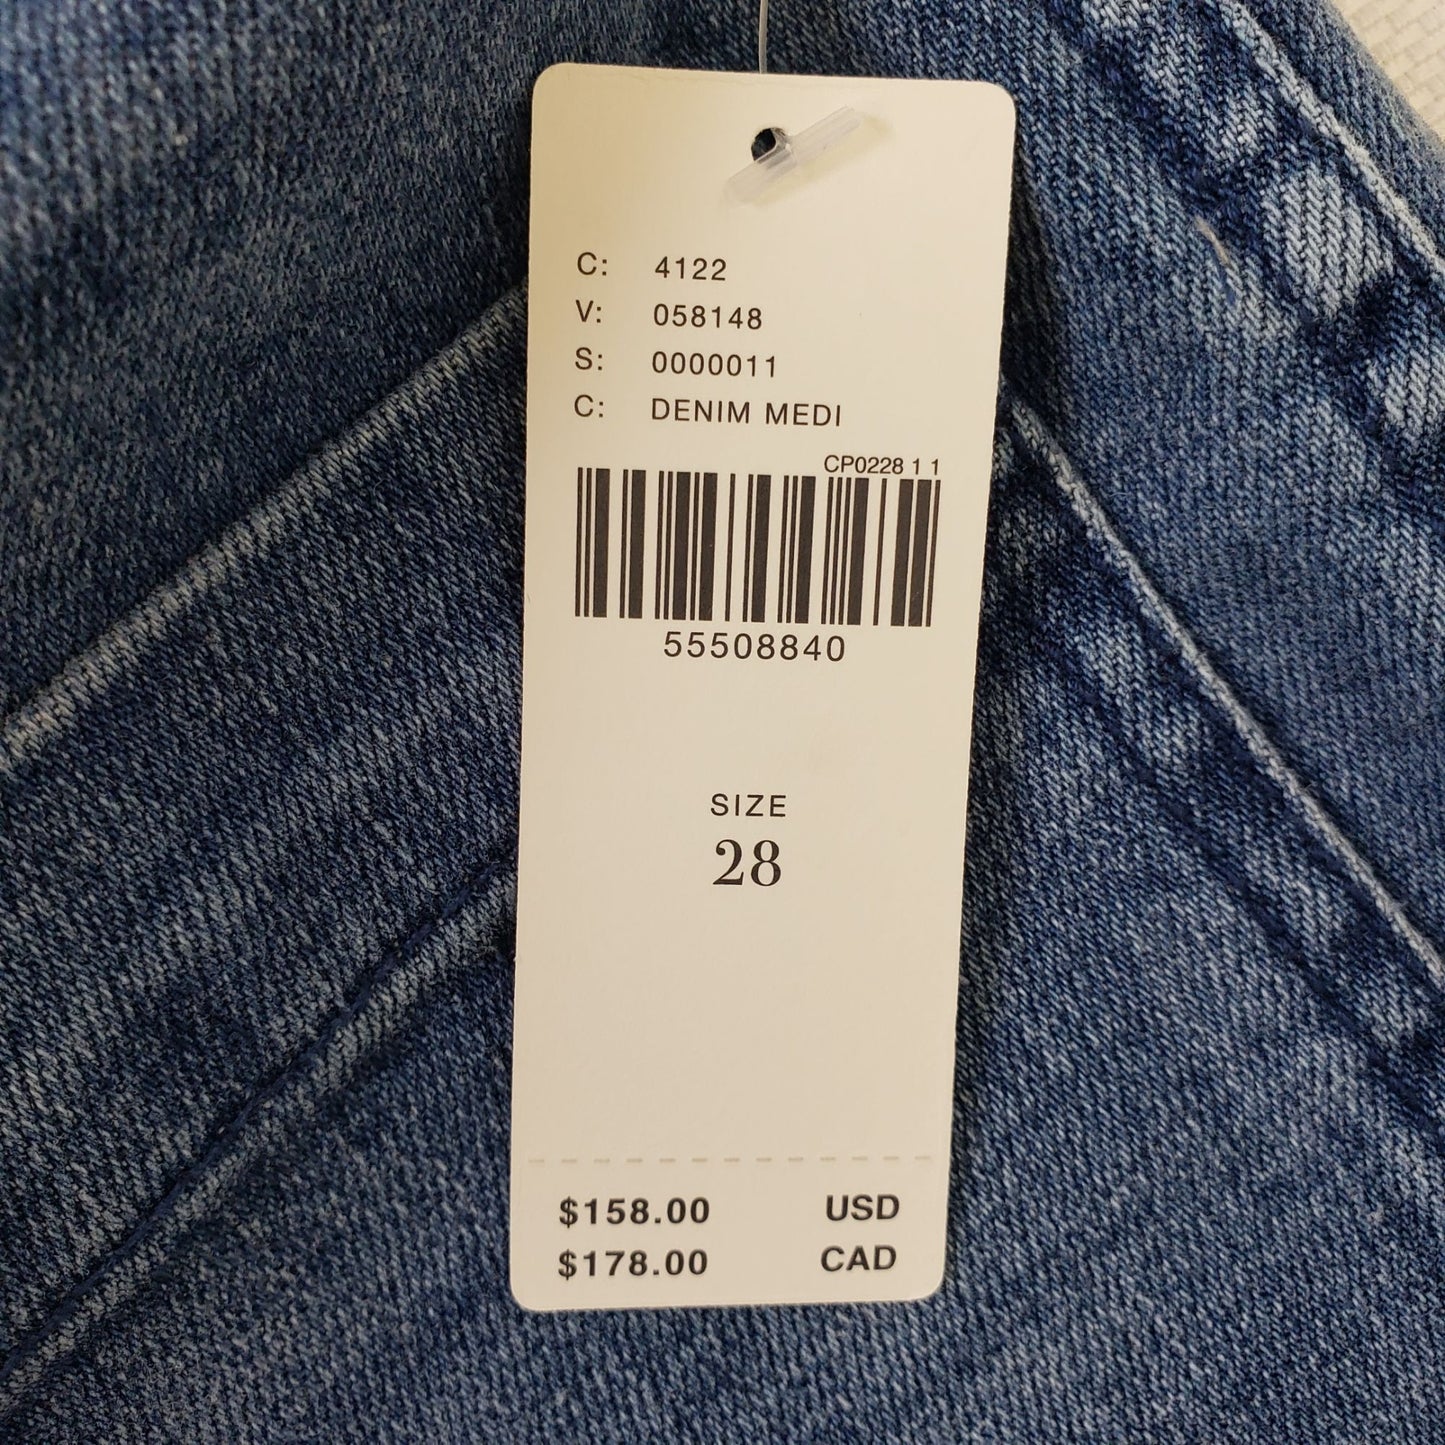 C: 4122
V: 058148
S: 0000011
C: DENIM MEDI
CP0228 1 1
55508840
SIZE
28
$158.00 USD
$178.00 CAD